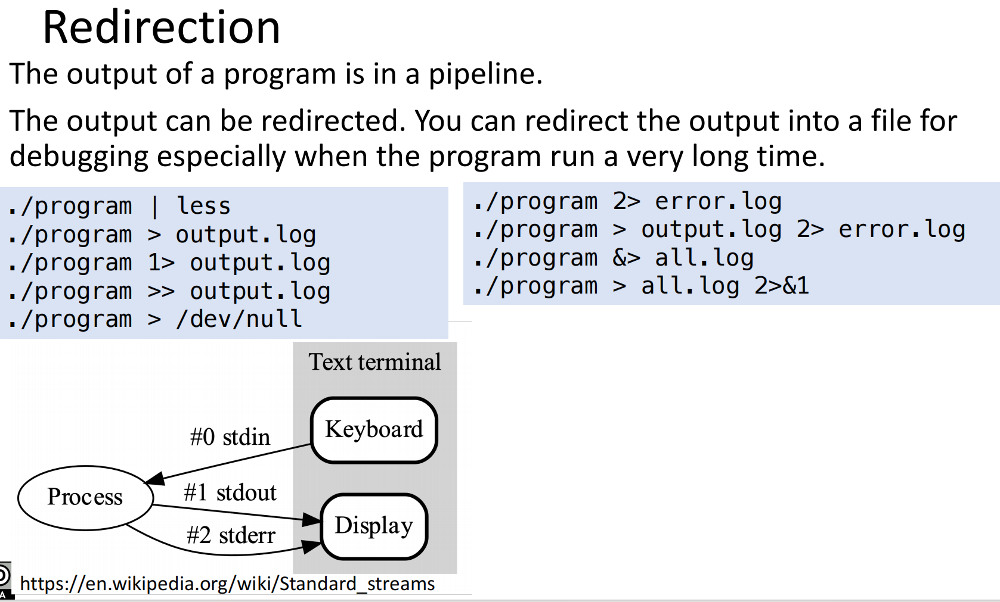 Redirection
The output of a program is in a pipeline.
The output can be redirected. You can redirect the output into a file for
debugging especially when the program run a very long time.
./program | less
./program > output.log
./program 1> output.log
./program >> output.log
./program > /dev/null
./program 2> error.log
./program > output.log 2> error.log
./program &> all.log
./program > all.log 2>&1
Text terminal
Keyboard
#0 stdin
Process
#1 stdout
Display
#2 stderr
A
https://en.wikipedia.org/wiki/Standard_streams